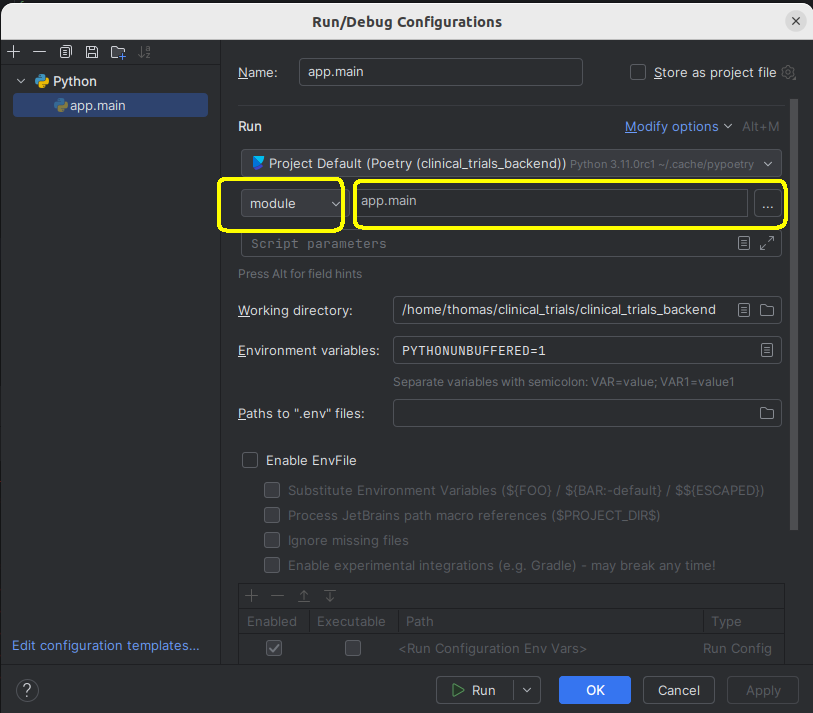 Run/Debug Configurations
Python
app.main
Edit configuration templates...
Name: app.main Store as project file
Run Modify options Alt+M
Project Default (Poetry (clinical_trials_backend)) Python 3.11.0rc1 ~/.cache/pypoetry
module app.main ...
Script parameters
Press Alt for field hints
Working directory: /home/thomas/clinical_trials/clinical_trials_backend
Environment variables: PYTHONUNBUFFERED=1
Separate variables with semicolon: VAR=value; VAR1=value1
Paths to ".env" files:
Enable EnvFile
Substitute Environment Variables (${FOO} / ${BAR:-default} / $${ESCAPED})
Process JetBrains path macro references ($PROJECT_DIR$)
Ignore missing files
Enable experimental integrations (e.g. Gradle) - may break any time!
Enabled Executable Path Type
<Run Configuration Env Vars> Run Config
? Run OK Cancel Apply